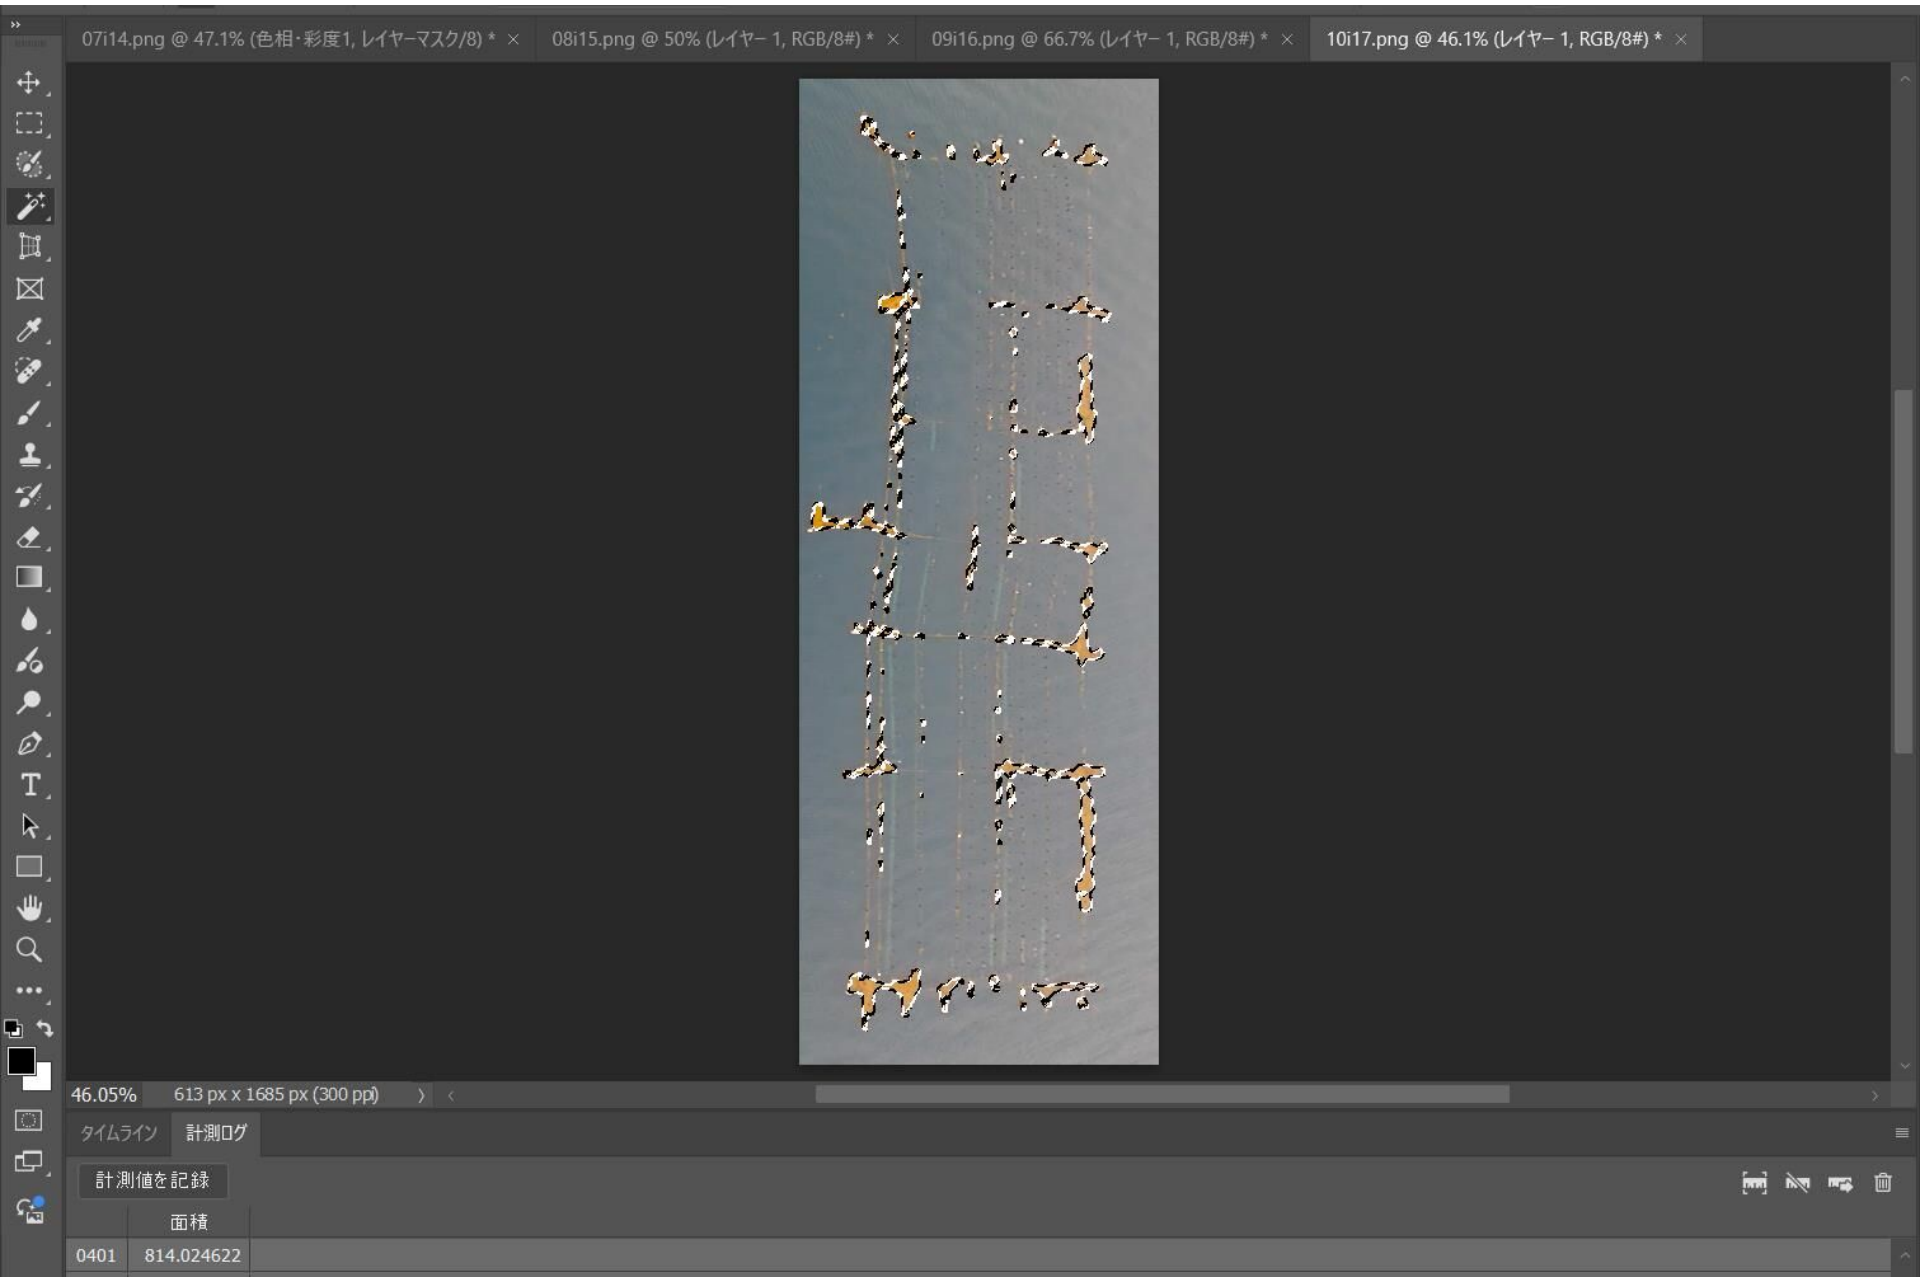 07i14.png @ 47.1% (色相・彩度1, レイヤーマスク/8) * ×
08i15.png @ 50% (レイヤー 1, RGB/8#) * ×
09i16.png @ 66.7% (レイヤー 1, RGB/8#) * ×
10i17.png @ 46.1% (レイヤー 1, RGB/8#) * ×
46.05%
613 px x 1685 px (300 ppi)
タイムライン
計測ログ
計測値を記録
面積
0401
814.024622